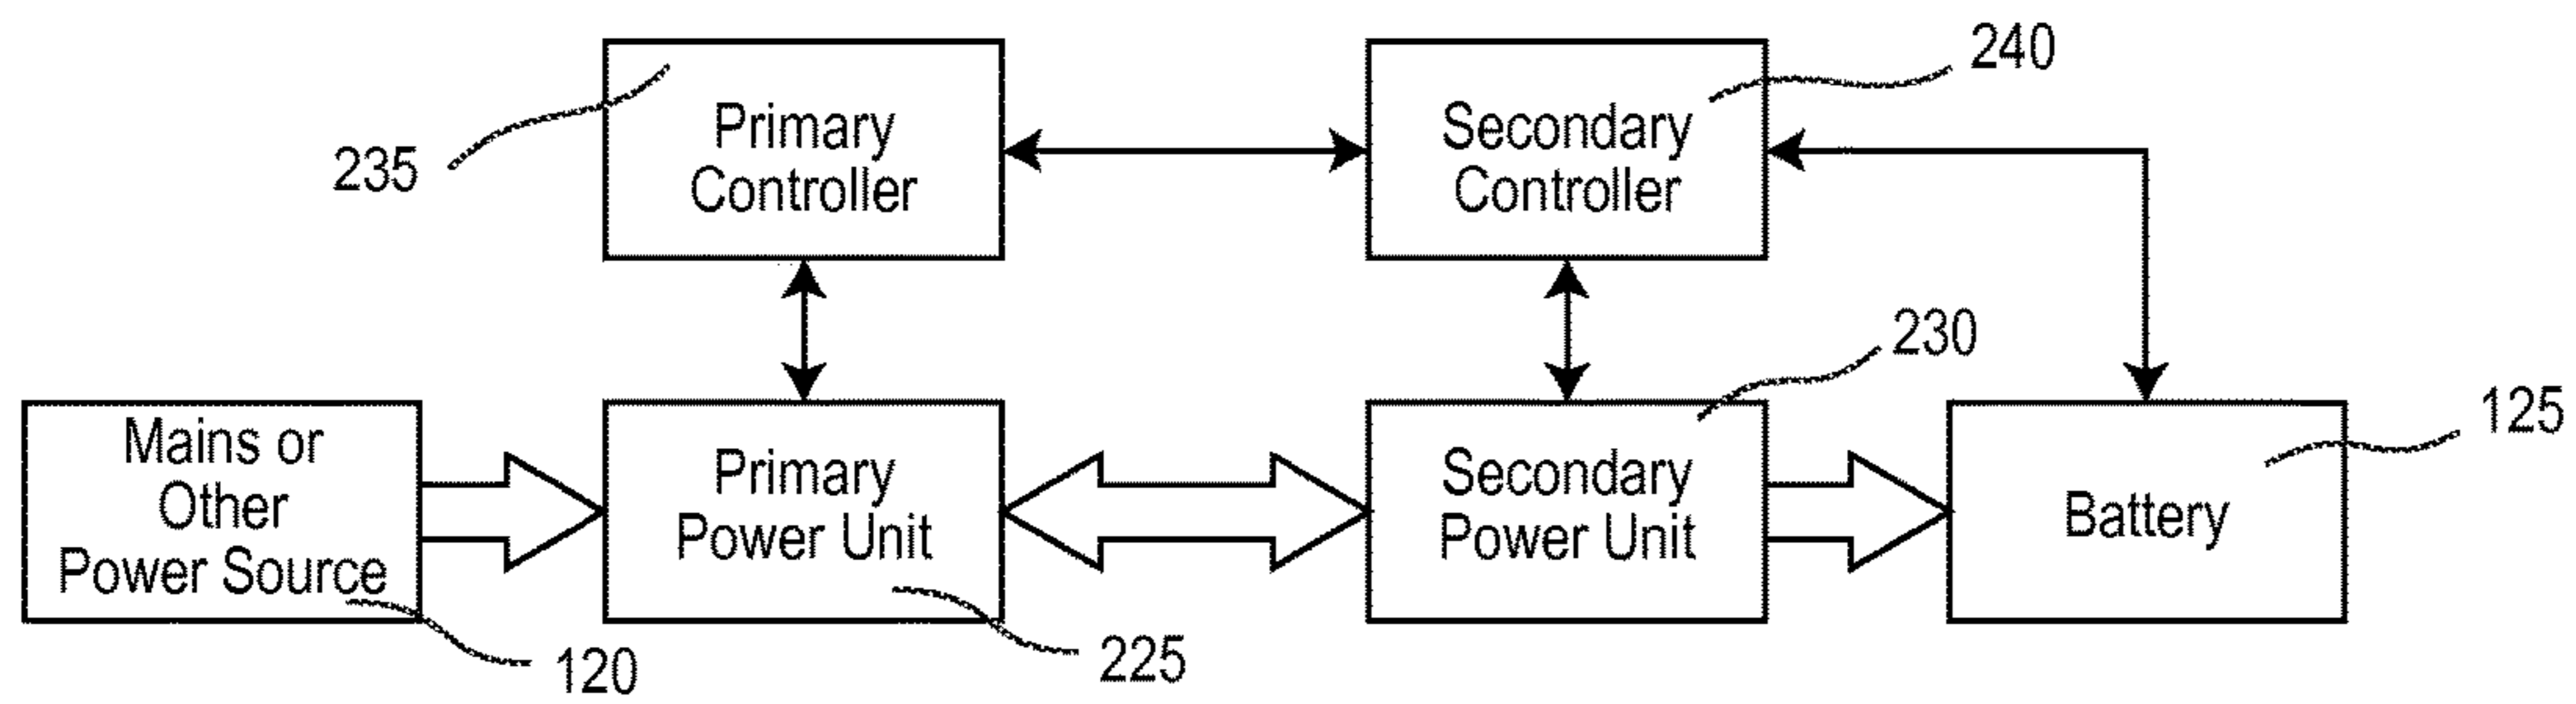 240
Primary
Controller
235
Secondary
Controller
230
125
Mains or
Other
Power Source
120
Primary
Power Unit
225
Secondary
Power Unit
Battery